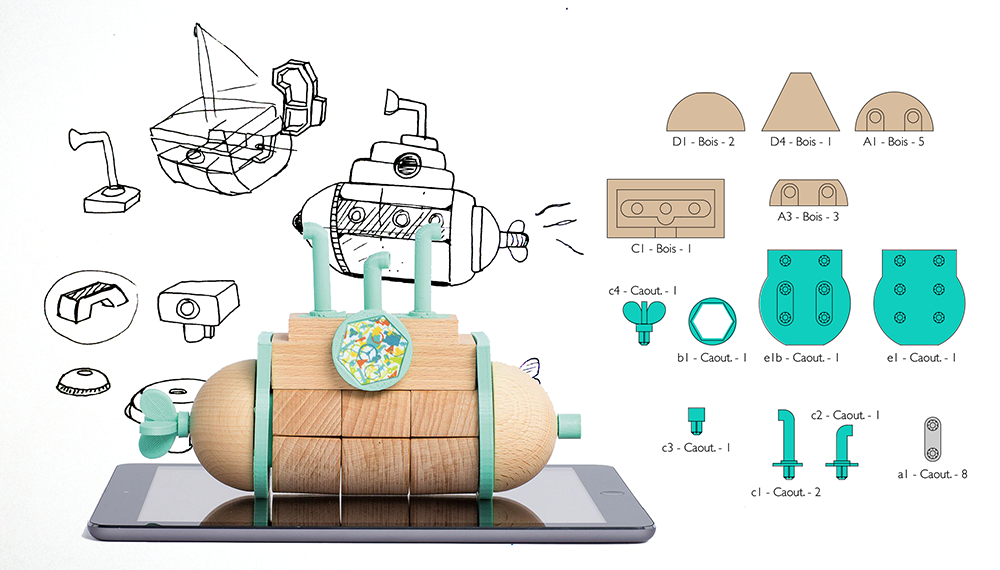 D1 - Bois - 2
D4 - Bois - 1
A1 - Bois - 5
C1 - Bois - 1
A3 - Bois - 3
c4 - Caout. - 1
b1 - Caout. - 1
e1b - Caout. - 1
e1 - Caout. - 1
c3 - Caout. - 1
c2 - Caout. - 1
c1 - Caout. - 2
a1 - Caout. - 8